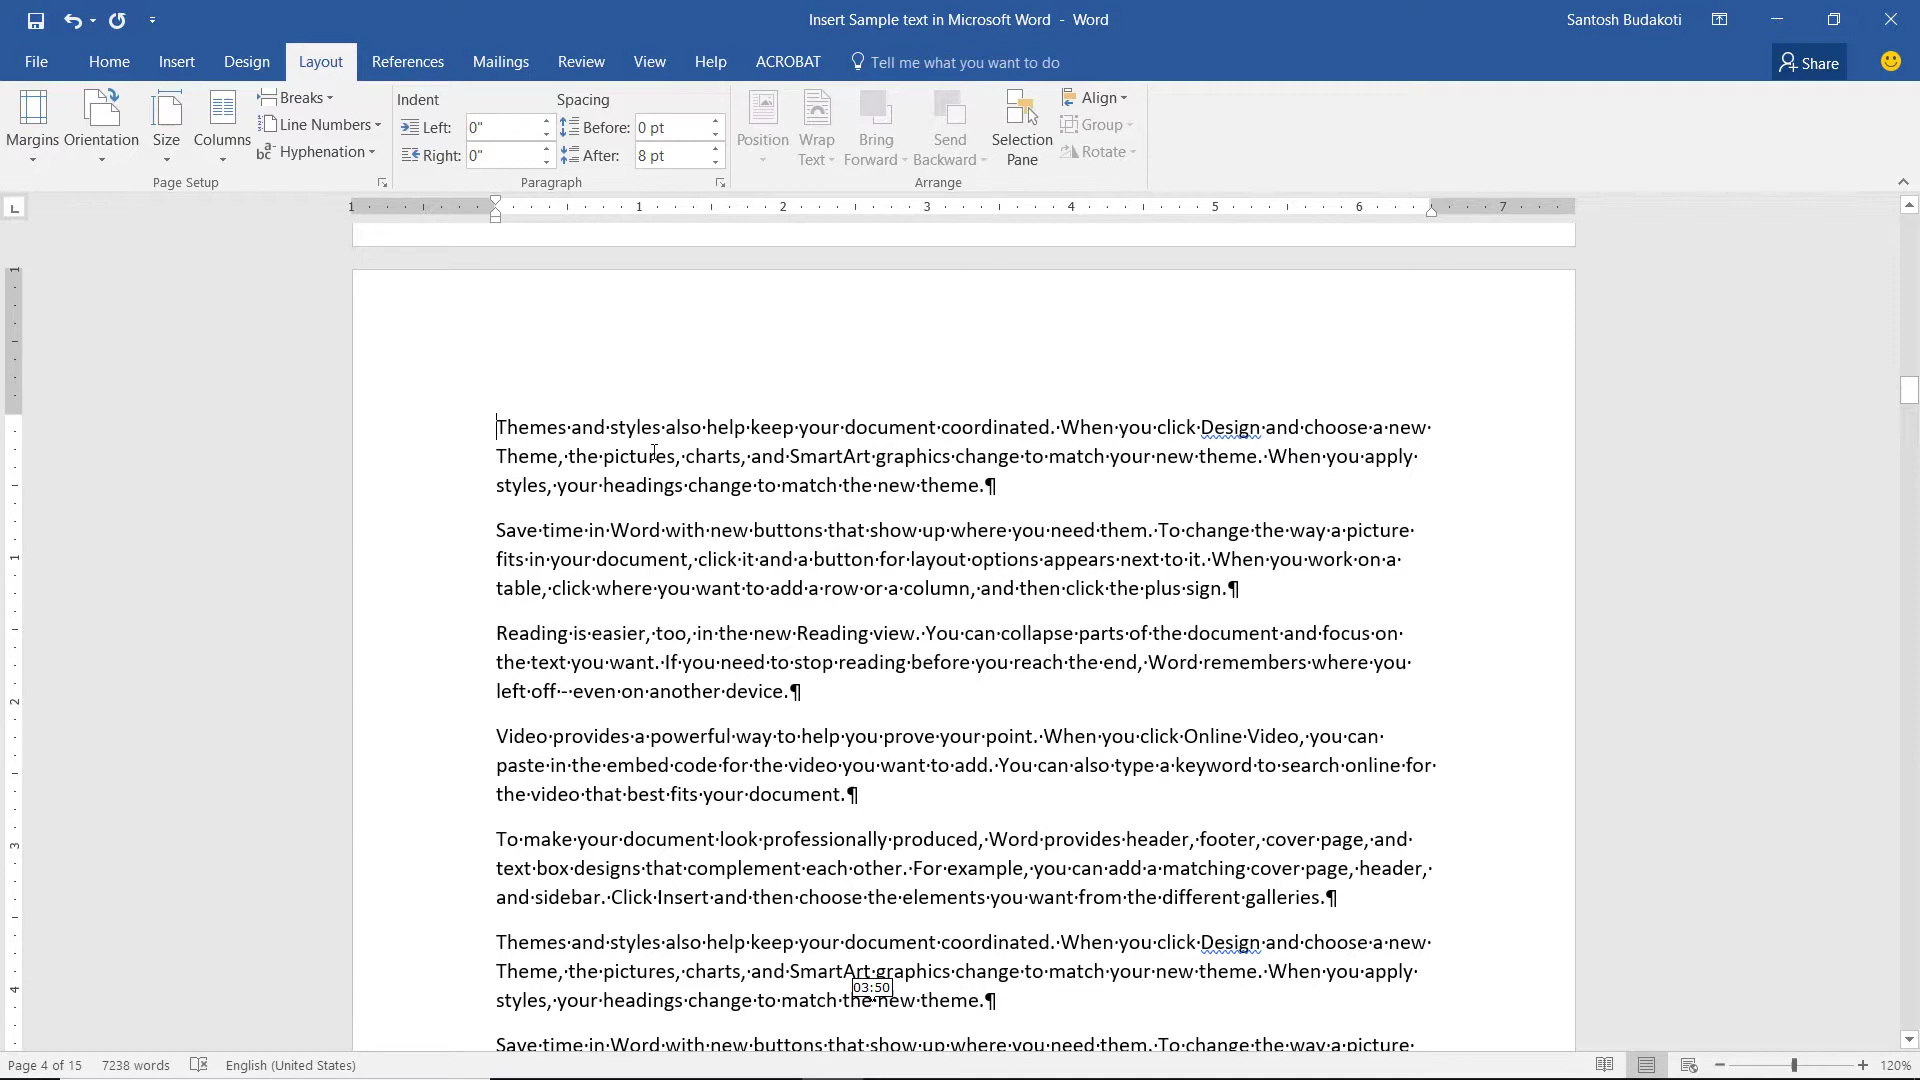 Insert Sample text in Microsoft Word - Word
Santosh Budakoti
File Home Insert Design Layout References Mailings Review View Help ACROBAT Tell me what you want to do Share
Margins Orientation Size Columns
Breaks
Line Numbers
Hyphenation
Page Setup
Indent Spacing
Left: 0" Before: 0 pt
Right: 0" After: 8 pt
Paragraph
Position Wrap Text Bring Forward Send Backward Selection Pane
Align
Group
Rotate
Arrange
1 1 2 3 4 5 6 7
Themes·and·styles·also·help·keep·your·document·coordinated.·When·you·click·Design·and·choose·a·new·
Theme,·the·pictures,·charts,·and·SmartArt·graphics·change·to·match·your·new·theme.·When·you·apply·
styles,·your·headings·change·to·match·the·new·theme.¶
Save·time·in·Word·with·new·buttons·that·show·up·where·you·need·them.·To·change·the·way·a·picture·
fits·in·your·document,·click·it·and·a·button·for·layout·options·appears·next·to·it.·When·you·work·on·a·
table,·click·where·you·want·to·add·a·row·or·a·column,·and·then·click·the·plus·sign.¶
Reading·is·easier,·too,·in·the·new·Reading·view.·You·can·collapse·parts·of·the·document·and·focus·on·
the·text·you·want.·If·you·need·to·stop·reading·before·you·reach·the·end,·Word·remembers·where·you·
left·off·-·even·on·another·device.¶
Video·provides·a·powerful·way·to·help·you·prove·your·point.·When·you·click·Online·Video,·you·can·
paste·in·the·embed·code·for·the·video·you·want·to·add.·You·can·also·type·a·keyword·to·search·online·for·
the·video·that·best·fits·your·document.¶
To·make·your·document·look·professionally·produced,·Word·provides·header,·footer,·cover·page,·and·
text·box·designs·that·complement·each·other.·For·example,·you·can·add·a·matching·cover·page,·header,·
and·sidebar.·Click·Insert·and·then·choose·the·elements·you·want·from·the·different·galleries.¶
Themes·and·styles·also·help·keep·your·document·coordinated.·When·you·click·Design·and·choose·a·new·
Theme,·the·pictures,·charts,·and·SmartArt·graphics·change·to·match·your·new·theme.·When·you·apply·
03:50
styles,·your·headings·change·to·match·the·new·theme.¶
Save·time·in·Word·with·new·buttons·that·show·up·where·you·need·them.·To·change·the·way·a·picture·
1
1
2
3
4
Page 4 of 15 7238 words English (United States) 120%